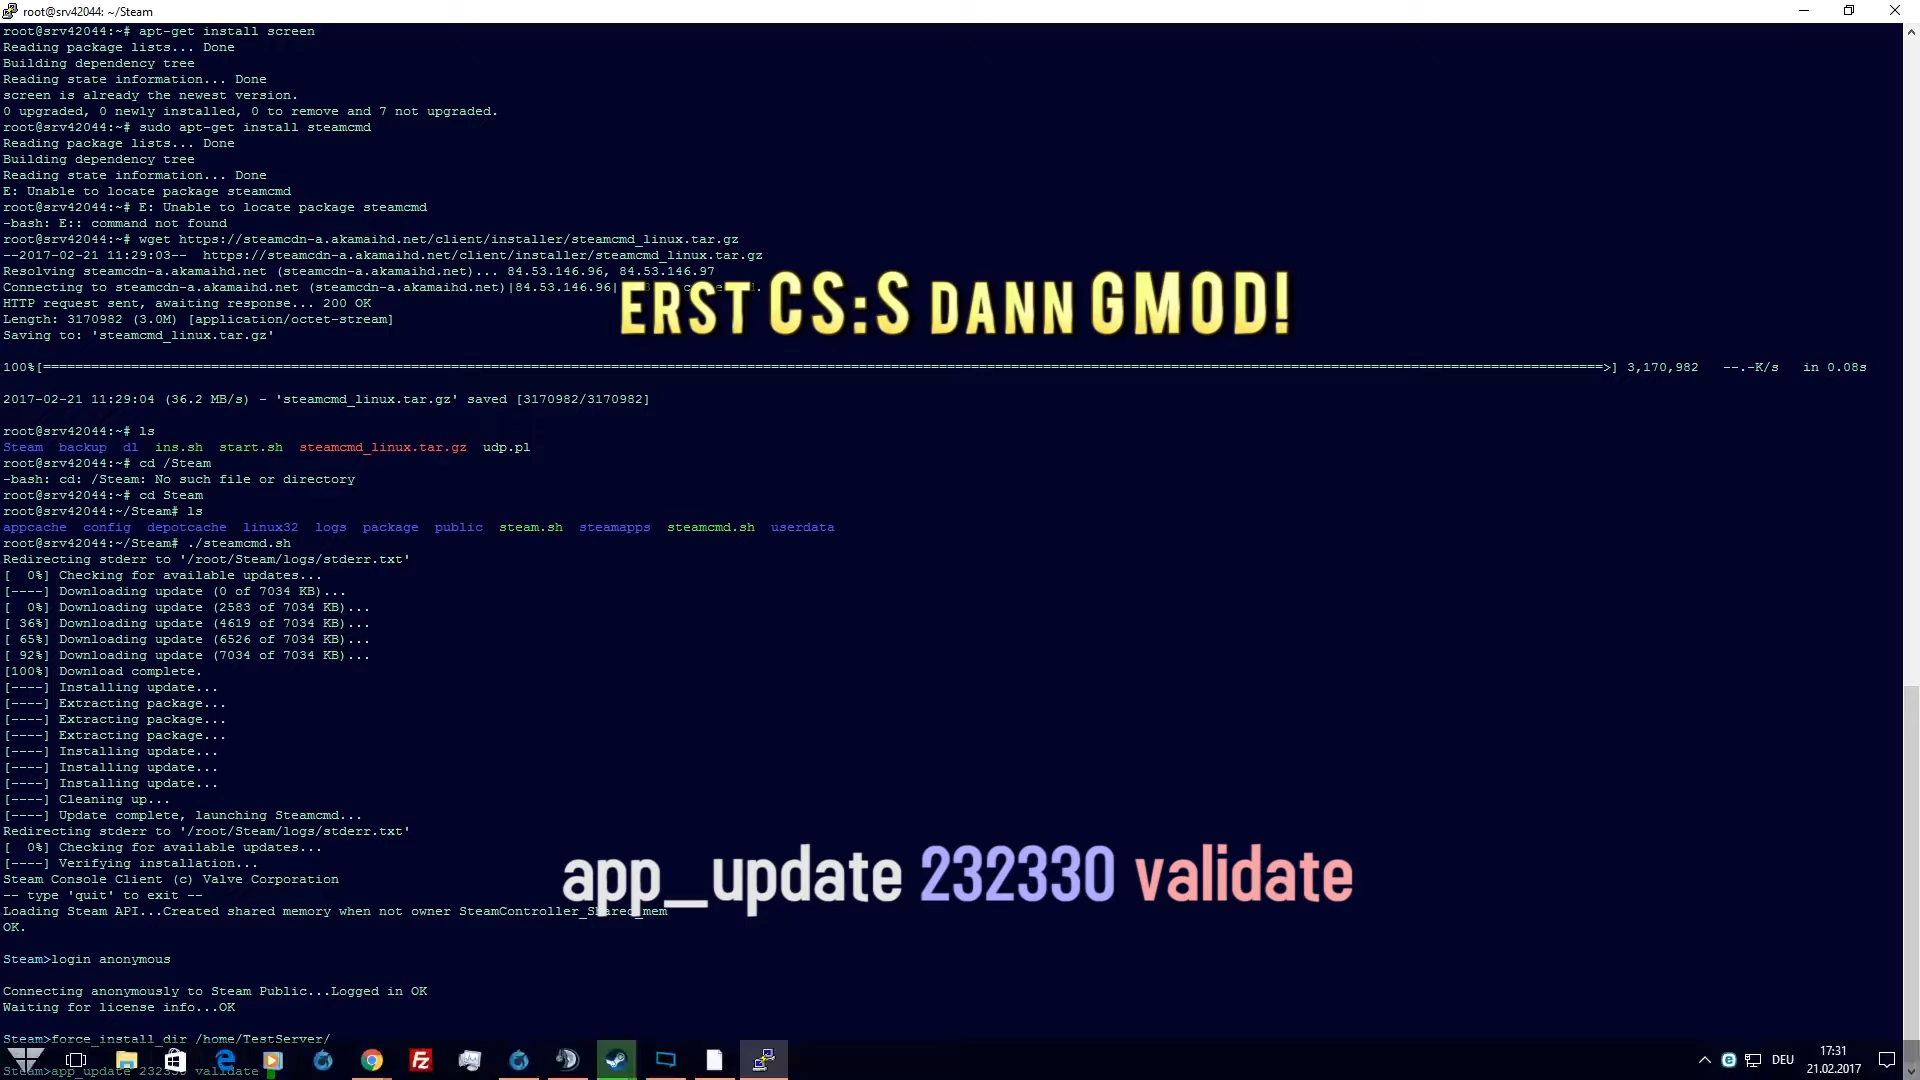 root@srv42044: ~/Steam
root@srv42044:~# apt-get install screen
Reading package lists... Done
Building dependency tree
Reading state information... Done
screen is already the newest version.
0 upgraded, 0 newly installed, 0 to remove and 7 not upgraded.
root@srv42044:~# sudo apt-get install steamcmd
Reading package lists... Done
Building dependency tree
Reading state information... Done
E: Unable to locate package steamcmd
root@srv42044:~# E: Unable to locate package steamcmd
-bash: E:: command not found
root@srv42044:~# wget https://steamcdn-a.akamaihd.net/client/installer/steamcmd_linux.tar.gz
--2017-02-21 11:29:03--  https://steamcdn-a.akamaihd.net/client/installer/steamcmd_linux.tar.gz
Resolving steamcdn-a.akamaihd.net (steamcdn-a.akamaihd.net)... 84.53.146.96, 84.53.146.97
Connecting to steamcdn-a.akamaihd.net (steamcdn-a.akamaihd.net)|84.53.146.96|
ERST CS:S DANN GMOD!
HTTP request sent, awaiting response... 200 OK
Length: 3170982 (3.0M) [application/octet-stream]
Saving to: 'steamcmd_linux.tar.gz'
100%[======================================>] 3,170,982   --.-K/s   in 0.08s
2017-02-21 11:29:04 (36.2 MB/s) - 'steamcmd_linux.tar.gz' saved [3170982/3170982]
root@srv42044:~# ls
Steam  backup  dl  ins.sh  start.sh  steamcmd_linux.tar.gz  udp.pl
root@srv42044:~# cd /Steam
-bash: cd: /Steam: No such file or directory
root@srv42044:~# cd Steam
root@srv42044:~/Steam# ls
appcache  config  depotcache  linux32  logs  package  public  steam.sh  steamapps  steamcmd.sh  userdata
root@srv42044:~/Steam# ./steamcmd.sh
Redirecting stderr to '/root/Steam/logs/stderr.txt'
[  0%] Checking for available updates...
[----] Downloading update (0 of 7034 KB)...
[  0%] Downloading update (2583 of 7034 KB)...
[ 36%] Downloading update (4619 of 7034 KB)...
[ 65%] Downloading update (6526 of 7034 KB)...
[ 92%] Downloading update (7034 of 7034 KB)...
[100%] Download complete.
[----] Installing update...
[----] Extracting package...
[----] Extracting package...
[----] Extracting package...
[----] Installing update...
[----] Installing update...
[----] Installing update...
[----] Cleaning up...
[----] Update complete, launching Steamcmd...
Redirecting stderr to '/root/Steam/logs/stderr.txt'
[  0%] Checking for available updates...
[----] Verifying installation...
app_update 232330 validate
Steam Console Client (c) Valve Corporation
-- type 'quit' to exit --
Loading Steam API...Created shared memory when not owner SteamController_Shared_mem
OK.
Steam>login anonymous
Connecting anonymously to Steam Public...Logged in OK
Waiting for license info...OK
Steam>force_install_dir /home/TestServer/
Steam>app_update 232330 validate
DEU
17:31
21.02.2017